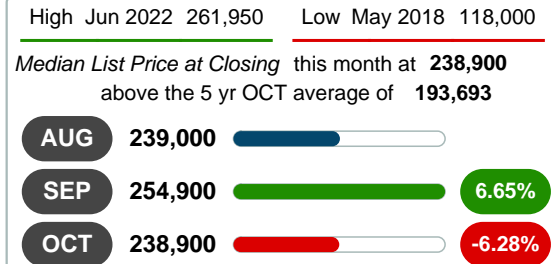 High Jun 2022 261,950 Low May 2018 118,000
Median List Price at Closing this month at 238,900
above the 5 yr OCT average of 193,693
AUG 239,000
SEP 254,900 6.65%
OCT 238,900 -6.28%